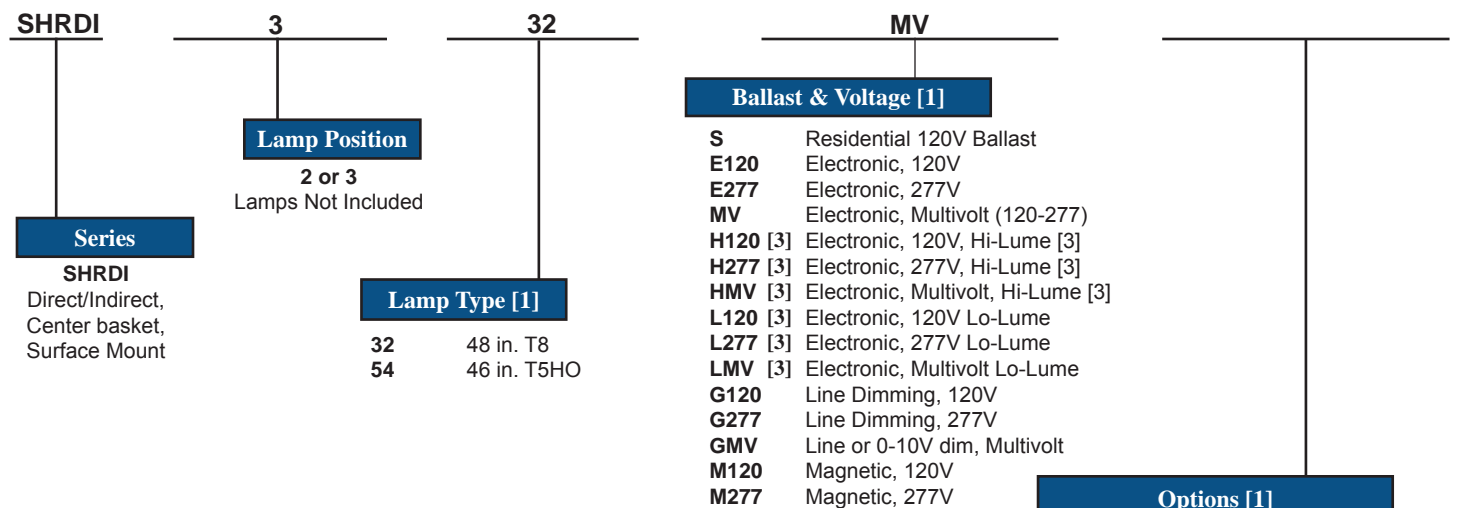 SHRDI 3 32 MV
Ballast & Voltage [1]
S Residential 120V Ballast
E120 Electronic, 120V
E277 Electronic, 277V
MV Electronic, Multivolt (120-277)
H120 [3] Electronic, 120V, Hi-Lume [3]
H277 [3] Electronic, 277V, Hi-Lume [3]
HMV [3] Electronic, Multivolt, Hi-Lume [3]
L120 [3] Electronic, 120V Lo-Lume
L277 [3] Electronic, 277V Lo-Lume
LMV [3] Electronic, Multivolt Lo-Lume
G120 Line Dimming, 120V
G277 Line Dimming, 277V
GMV Line or 0-10V dim, Multivolt
M120 Magnetic, 120V
M277 Magnetic, 277V
Lamp Position
2 or 3
Lamps Not Included
Series
SHRDI
Direct/Indirect,
Center basket,
Surface Mount
Lamp Type [1]
32 48 in. T8
54 46 in. T5HO
Options [1]